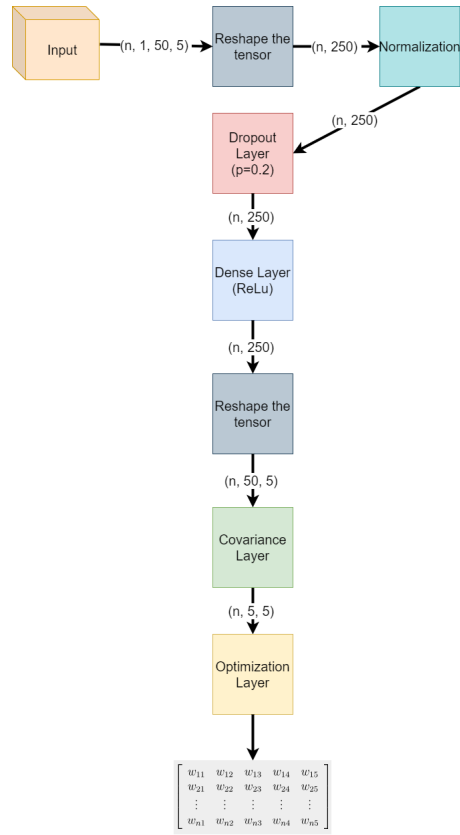 Input
(n, 1, 50, 5)
Reshape the
tensor
(n, 250)
Normalization
(n, 250)
Dropout
Layer
(p=0.2)
(n, 250)
Dense Layer
(ReLu)
(n, 250)
Reshape the
tensor
(n, 50, 5)
Covariance
Layer
(n, 5, 5)
Optimization
Layer
w₁₁ w₁₂ w₁₃ w₁₄ w₁₅
w₂₁ w₂₂ w₂₃ w₂₄ w₂₅
⋮ ⋮ ⋮ ⋮ ⋮
wₙ₁ wₙ₂ wₙ₃ wₙ₄ wₙ₅